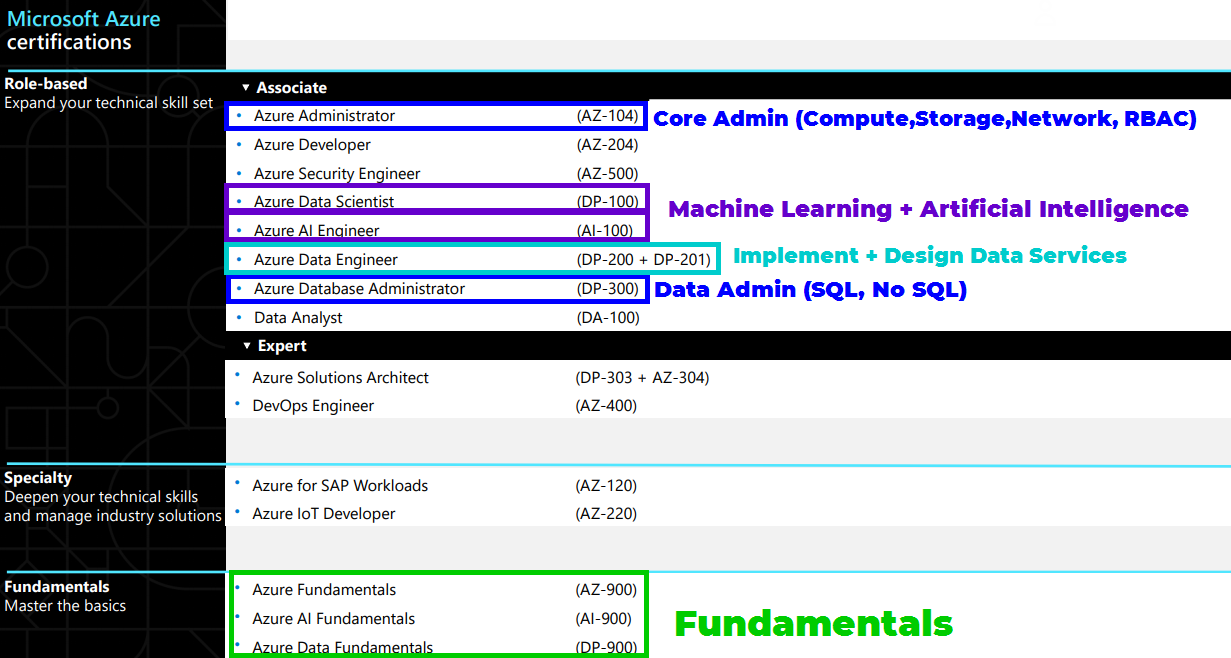 Microsoft Azure
certifications
Role-based
Expand your technical skill set
▼ Associate
• Azure Administrator (AZ-104) Core Admin (Compute,Storage,Network, RBAC)
• Azure Developer (AZ-204)
• Azure Security Engineer (AZ-500)
• Azure Data Scientist (DP-100)
Machine Learning + Artificial Intelligence
• Azure AI Engineer (AI-100)
• Azure Data Engineer (DP-200 + DP-201) Implement + Design Data Services
• Azure Database Administrator (DP-300) Data Admin (SQL, No SQL)
• Data Analyst (DA-100)
▼ Expert
• Azure Solutions Architect (DP-303 + AZ-304)
• DevOps Engineer (AZ-400)
Specialty
Deepen your technical skills
and manage industry solutions
• Azure for SAP Workloads (AZ-120)
• Azure IoT Developer (AZ-220)
Fundamentals
Master the basics
• Azure Fundamentals (AZ-900)
• Azure AI Fundamentals (AI-900)
• Azure Data Fundamentals (DP-900)
Fundamentals